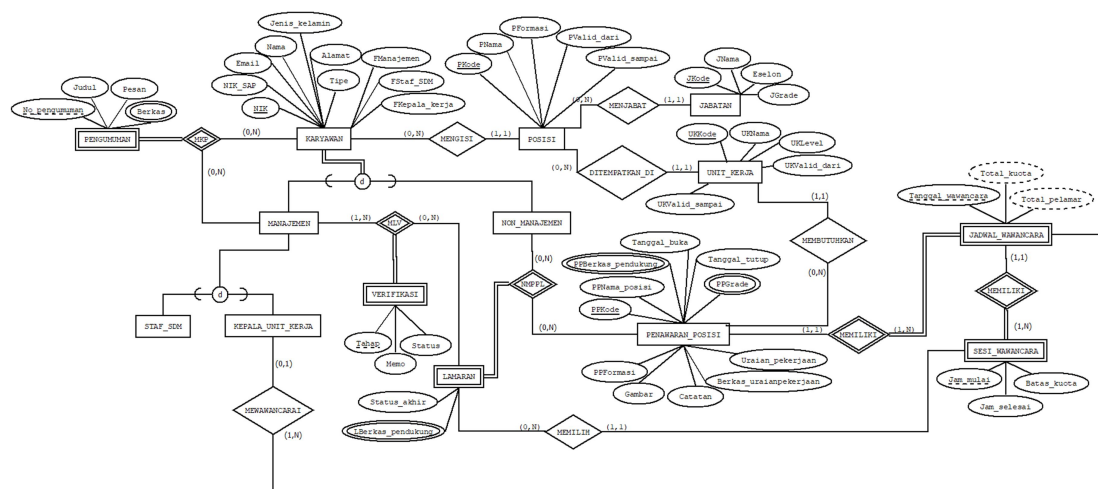 Jenis_kelamin
Nama
Alamat
FManajemen
Email
Tipe
FStaf_SDM
NIK_SAP
NIK
FKepala_kerja
PFormasi
PNama
PValid_dari
PKode
PValid_sampai
JNama
JKode
Eselon
JGrade
Judul
Pesan
No_pengumuman
Berkas
PENGUMUMAN
MKP
(0,N)
KARYAWAN
(0,N)
MENGISI
(1,1)
POSISI
(0,N)
MENJABAT
(1,1)
JABATAN
UKKode
UKNama
UKLevel
UKValid_dari
(0,N)
DITEMPATKAN_DI
(1,1)
UNIT_KERJA
UKValid_sampai
(0,N)
d
MANAJEMEN
(1,N)
MLV
(0,N)
NON_MANAJEMEN
(1,1)
MEMBUTUHKAN
(0,N)
Total_kuota
Tanggal_wawancara
Total_pelamar
JADWAL_WAWANCARA
(1,1)
MEMILIKI
(1,N)
SESI_WAWANCARA
Jam_mulai
Batas_kuota
Jam_selesai
Tanggal_buka
PPBerkas_pendukung
Tanggal_tutup
PPNama_posisi
PPGrade
PPKode
(0,N)
NMPPL
(0,N)
PENAWARAN_POSISI
(1,1)
MEMILIKI
(1,N)
PPFormasi
Uraian_pekerjaan
Gambar
Catatan
Berkas_uraianpekerjaan
d
STAF_SDM
KEPALA_UNIT_KERJA
VERIFIKASI
Tahap
Status
Memo
LAMARAN
Status_akhir
LBerkas_pendukung
(0,1)
MEWAWANCARAI
(1,N)
(0,N)
MEMILIH
(1,1)